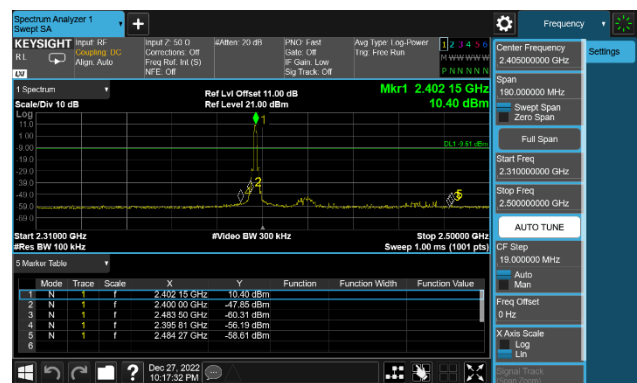 Spectrum Analyzer 1
Swept SA
Frequency
KEYSIGHT
RL
Input: RF
Coupling: DC
Align: Auto
Input Z: 50 Ω
Corrections: Off
Freq Ref: Int (S)
NFE: Off
#Atten: 20 dB
PNO: Fast
Gate: Off
IF Gain: Low
Sig Track: Off
Avg Type: Log-Power
Trig: Free Run
1 2 3 4 5 6
M W W W W W
P N N N N N
LXI
1 Spectrum
Scale/Div 10 dB
Ref Lvl Offset 11.00 dB
Ref Level 21.00 dBm
Mkr1 2.402 15 GHz
10.40 dBm
Log
11.0
1.00
-9.00
-19.0
-29.0
-39.0
-49.0
-59.0
-69.0
1
DL1 -9.51 dBm
2
5
Start 2.31000 GHz
#Video BW 300 kHz
Stop 2.50000 GHz
#Res BW 100 kHz
Sweep 1.00 ms (1001 pts)
5 Marker Table
Mode Trace Scale X Y Function Function Width Function Value
1 N 1 f 2.402 15 GHz 10.40 dBm
2 N 1 f 2.400 00 GHz -47.85 dBm
3 N 1 f 2.483 50 GHz -60.31 dBm
4 N 1 f 2.395 81 GHz -56.19 dBm
5 N 1 f 2.484 27 GHz -58.61 dBm
6
?
Dec 27, 2022
10:17:32 PM
Center Frequency
2.405000000 GHz
Settings
Span
190.000000 MHz
Swept Span
Zero Span
Full Span
Start Freq
2.310000000 GHz
Stop Freq
2.500000000 GHz
AUTO TUNE
CF Step
19.000000 MHz
Auto
Man
Freq Offset
0 Hz
X Axis Scale
Log
Lin
Signal Track
(Span Zoom)